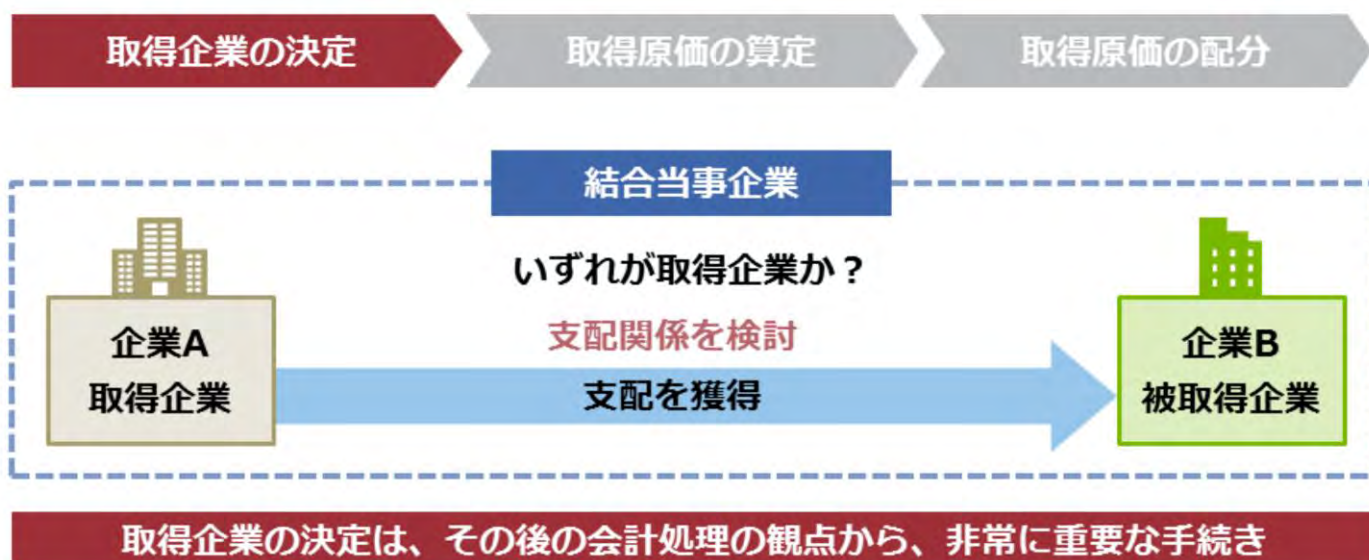 取得企業の決定
取得原価の算定
取得原価の配分
結合当事企業
いずれが取得企業か？
支配関係を検討
支配を獲得
企業A
取得企業
企業B
被取得企業
取得企業の決定は、その後の会計処理の観点から、非常に重要な手続き